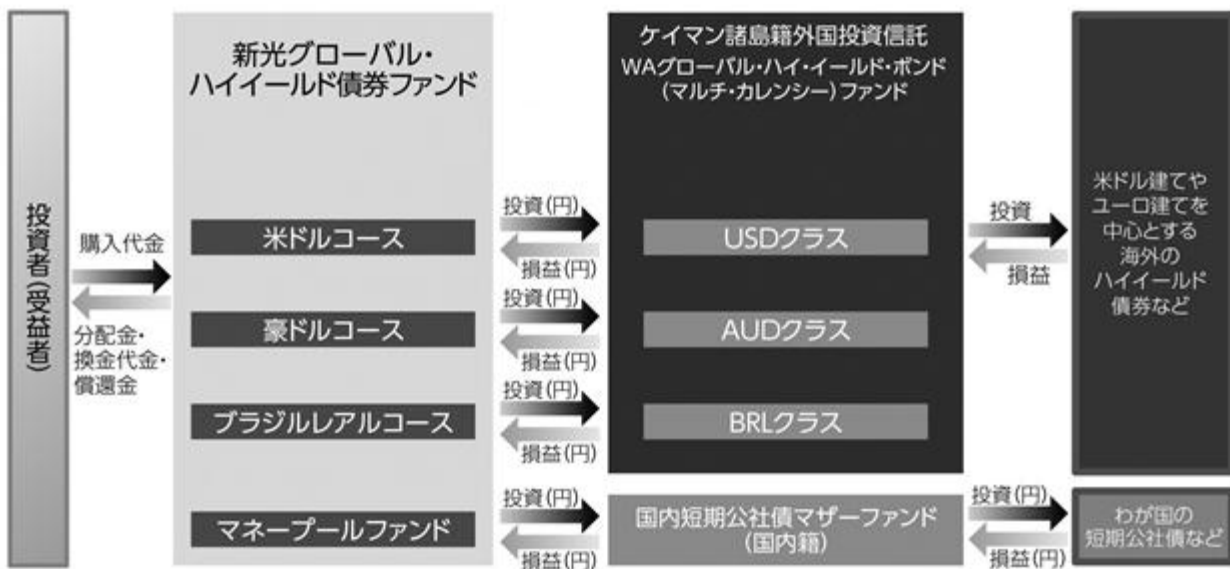 投資者(受益者)
購入代金
分配金・
換金代金・
償還金
新光グローバル・
ハイイールド債券ファンド
米ドルコース
豪ドルコース
ブラジルレアルコース
マネープールファンド
投資(円)
損益(円)
投資(円)
損益(円)
投資(円)
損益(円)
投資(円)
損益(円)
ケイマン諸島籍外国投資信託
WAグローバル・ハイ・イールド・ボンド
(マルチ・カレンシー)ファンド
USDクラス
AUDクラス
BRLクラス
国内短期公社債マザーファンド
(国内籍)
投資
損益
投資(円)
損益(円)
米ドル建てや
ユーロ建てを
中心とする
海外の
ハイイールド
債券など
わが国の
短期公社債など